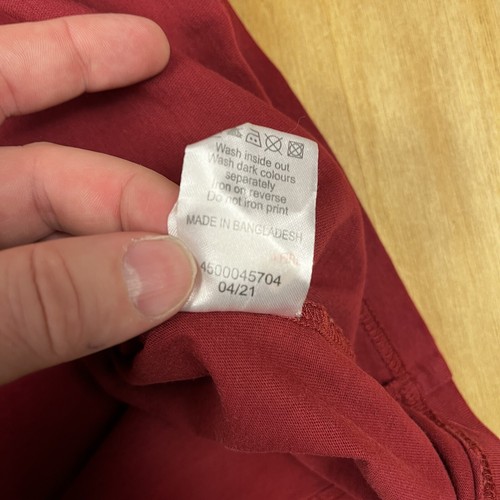 Wash inside out
Wash dark colours
separately
Iron on reverse
Do not iron print
MADE IN BANGLADESH
4500045704
04/21